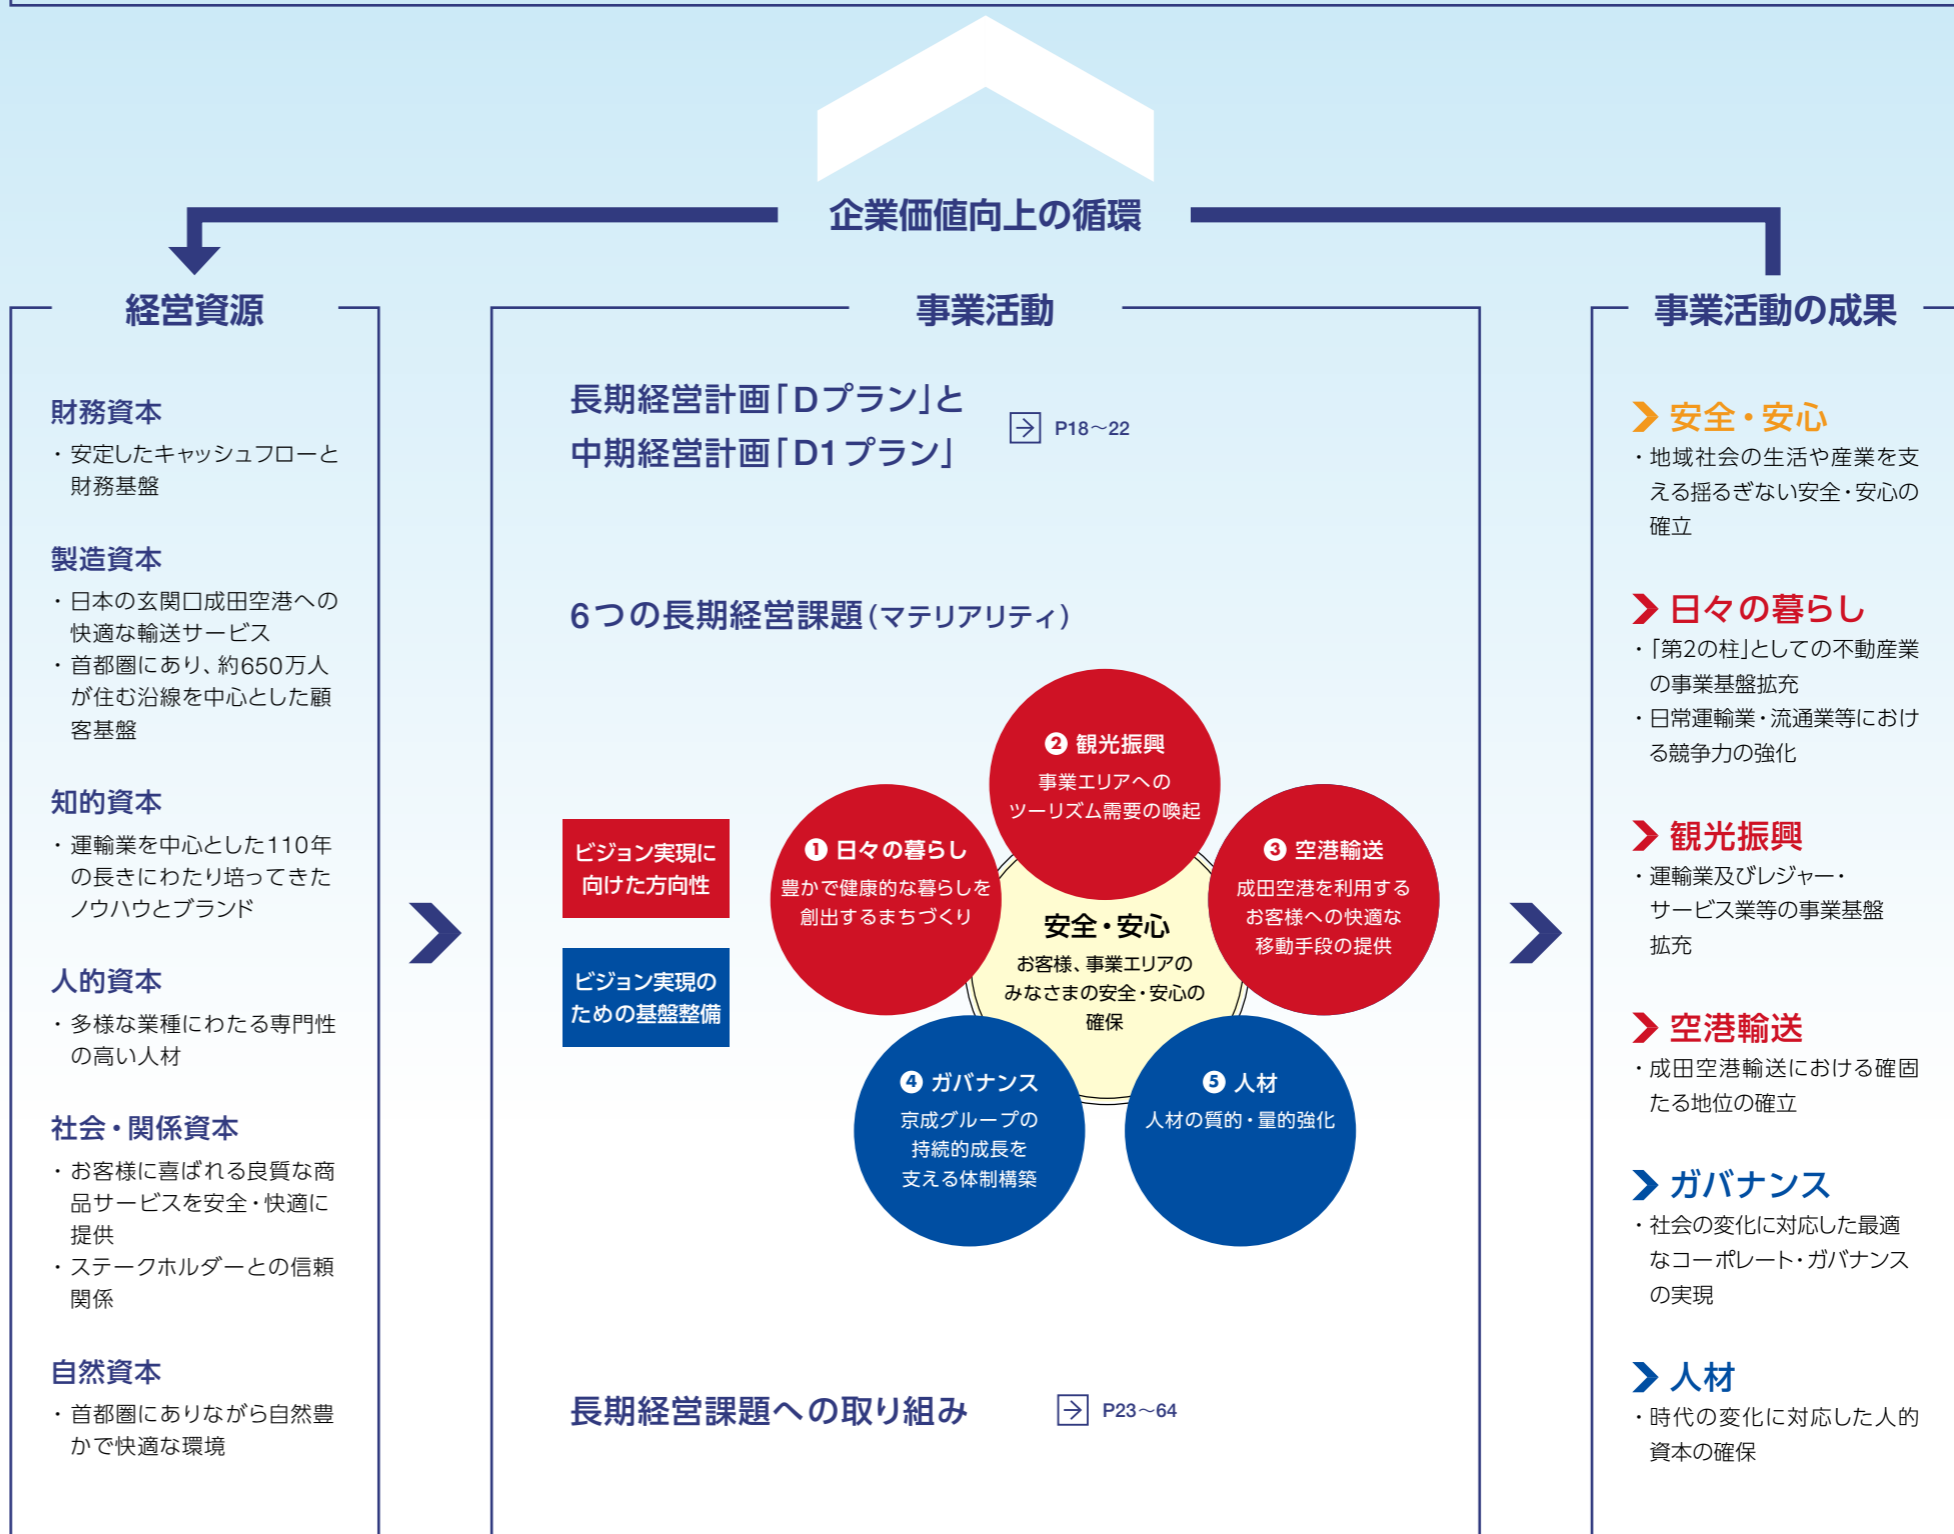 企業価値向上の循環
経営資源
財務資本
・安定したキャッシュフローと
財務基盤
製造資本
・日本の玄関口成田空港への
快適な輸送サービス
・首都圏にあり、約650万人
が住む沿線を中心とした顧
客基盤
知的資本
・運輸業を中心とした110年
の長きにわたり培ってきた
ノウハウとブランド
人的資本
・多様な業種にわたる専門性
の高い人材
社会・関係資本
・お客様に喜ばれる良質な商
品サービスを安全・快適に
提供
・ステークホルダーとの信頼
関係
自然資本
・首都圏にありながら自然豊
かで快適な環境
事業活動
長期経営計画「Dプラン」と
中期経営計画「D1プラン」
P18～22
6つの長期経営課題(マテリアリティ)
ビジョン実現に
向けた方向性
ビジョン実現の
ための基盤整備
❶ 日々の暮らし
豊かで健康的な暮らしを
創出するまちづくり
❷ 観光振興
事業エリアへの
ツーリズム需要の喚起
❸ 空港輸送
成田空港を利用する
お客様への快適な
移動手段の提供
安全・安心
お客様、事業エリアの
みなさまの安全・安心の
確保
❹ ガバナンス
京成グループの
持続的成長を
支える体制構築
❺ 人材
人材の質的・量的強化
長期経営課題への取り組み
P23～64
事業活動の成果
安全・安心
・地域社会の生活や産業を支
える揺るぎない安全・安心の
確立
日々の暮らし
・「第2の柱」としての不動産業
の事業基盤拡充
・日常運輸業・流通業等におけ
る競争力の強化
観光振興
・運輸業及びレジャー・
サービス業等の事業基盤
拡充
空港輸送
・成田空港輸送における確固
たる地位の確立
ガバナンス
・社会の変化に対応した最適
なコーポレート・ガバナンス
の実現
人材
・時代の変化に対応した人的
資本の確保